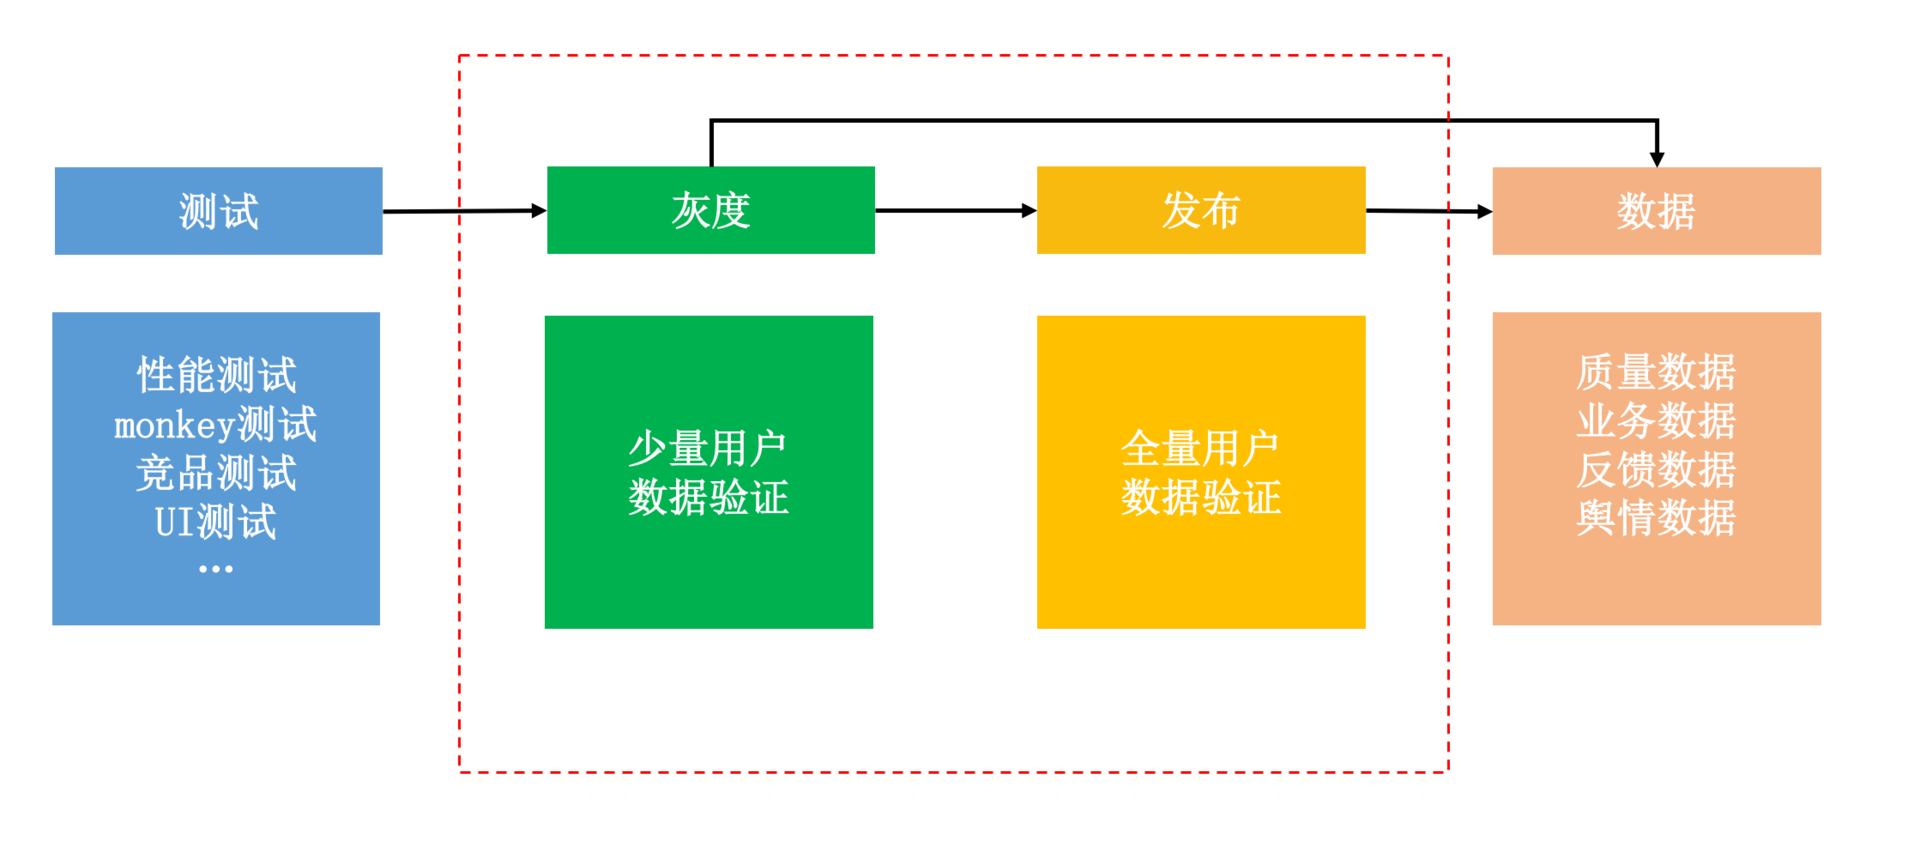 测试
灰度
发布
数据
性能测试
monkey测试
竞品测试
UI测试
...
少量用户
数据验证
全量用户
数据验证
质量数据
业务数据
反馈数据
舆情数据